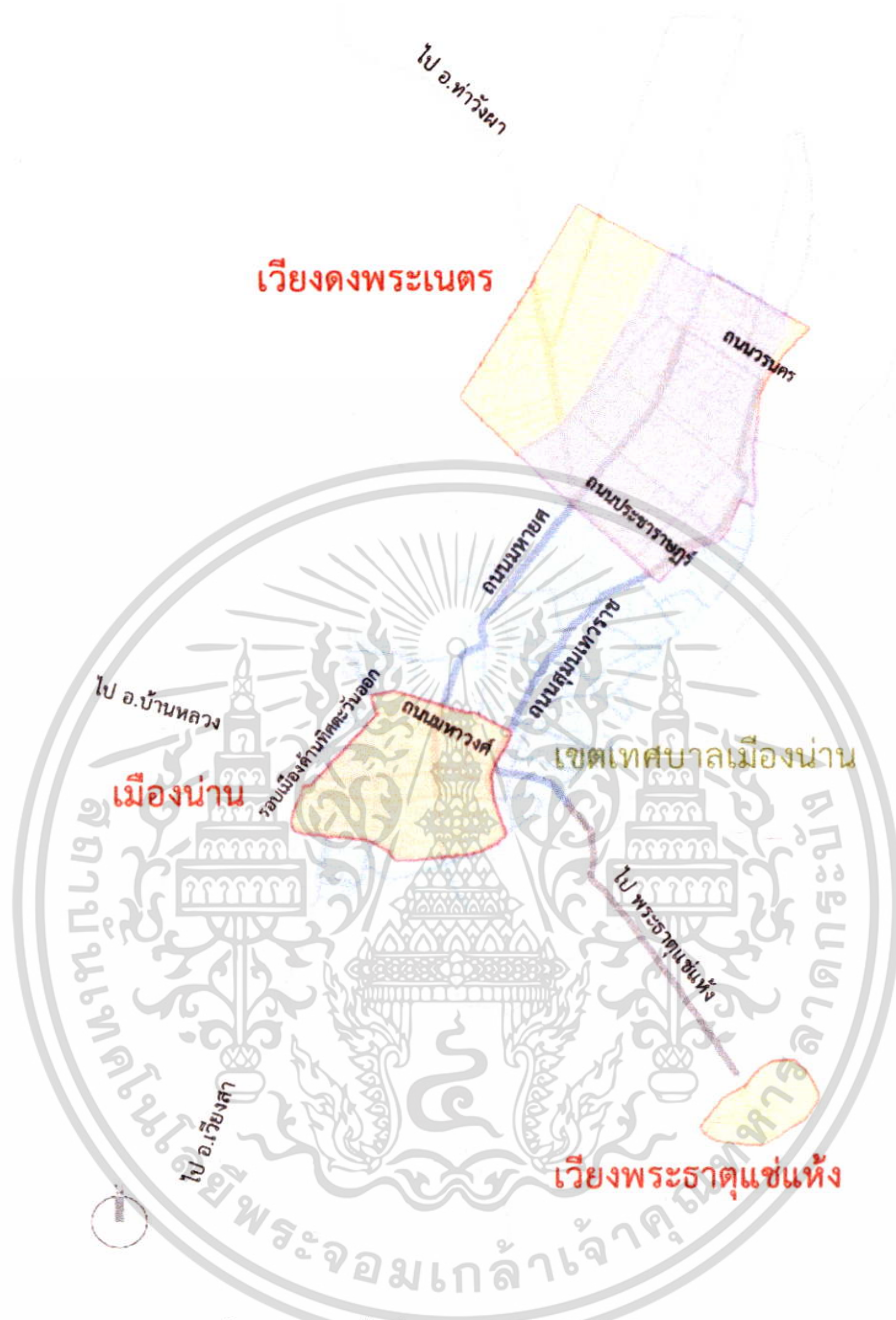 ไป อ.ท่าวังผา
เวียงดงพระเนตร
ถนนวรนคร
ถนนประชาราษฎร์
ถนนมหายศ
ถนนสุมนเทวราช
ไป อ.บ้านหลวง
รอบเมืองด้านทิศตะวันออก
ถนนมหาวงศ์
เขตเทศบาลเมืองน่าน
เมืองน่าน
ไป พระธาตุแช่แห้ง
ไป อ.เวียงสา
เวียงพระธาตุแช่แห้ง
สถาบันเทคโนโลยีพระจอมเกล้าเจ้าคุณทหารลาดกระบัง